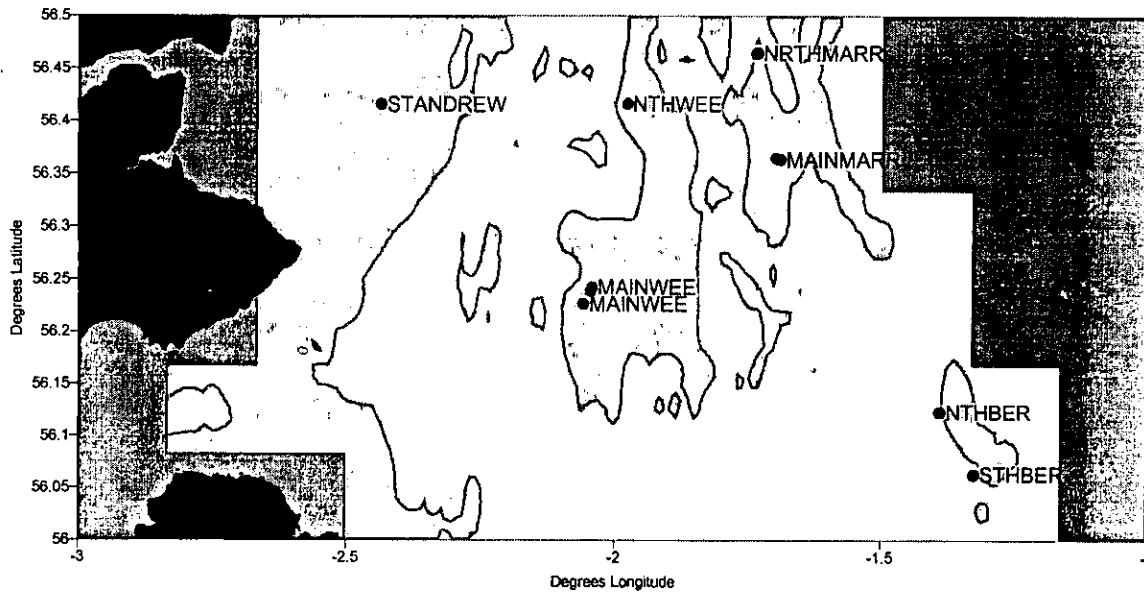 56.5
56.45
NRTHMARR
STANDREW
NTHWEE
56.4
MAINMARR
56.35
56.3
Degrees Latitude
56.25
MAINWEE
MAINWEE
56.2
56.15
NTHBER
56.1
STHBER
56.05
56
-3
-2.5
-2
-1.5
Degrees Longitude